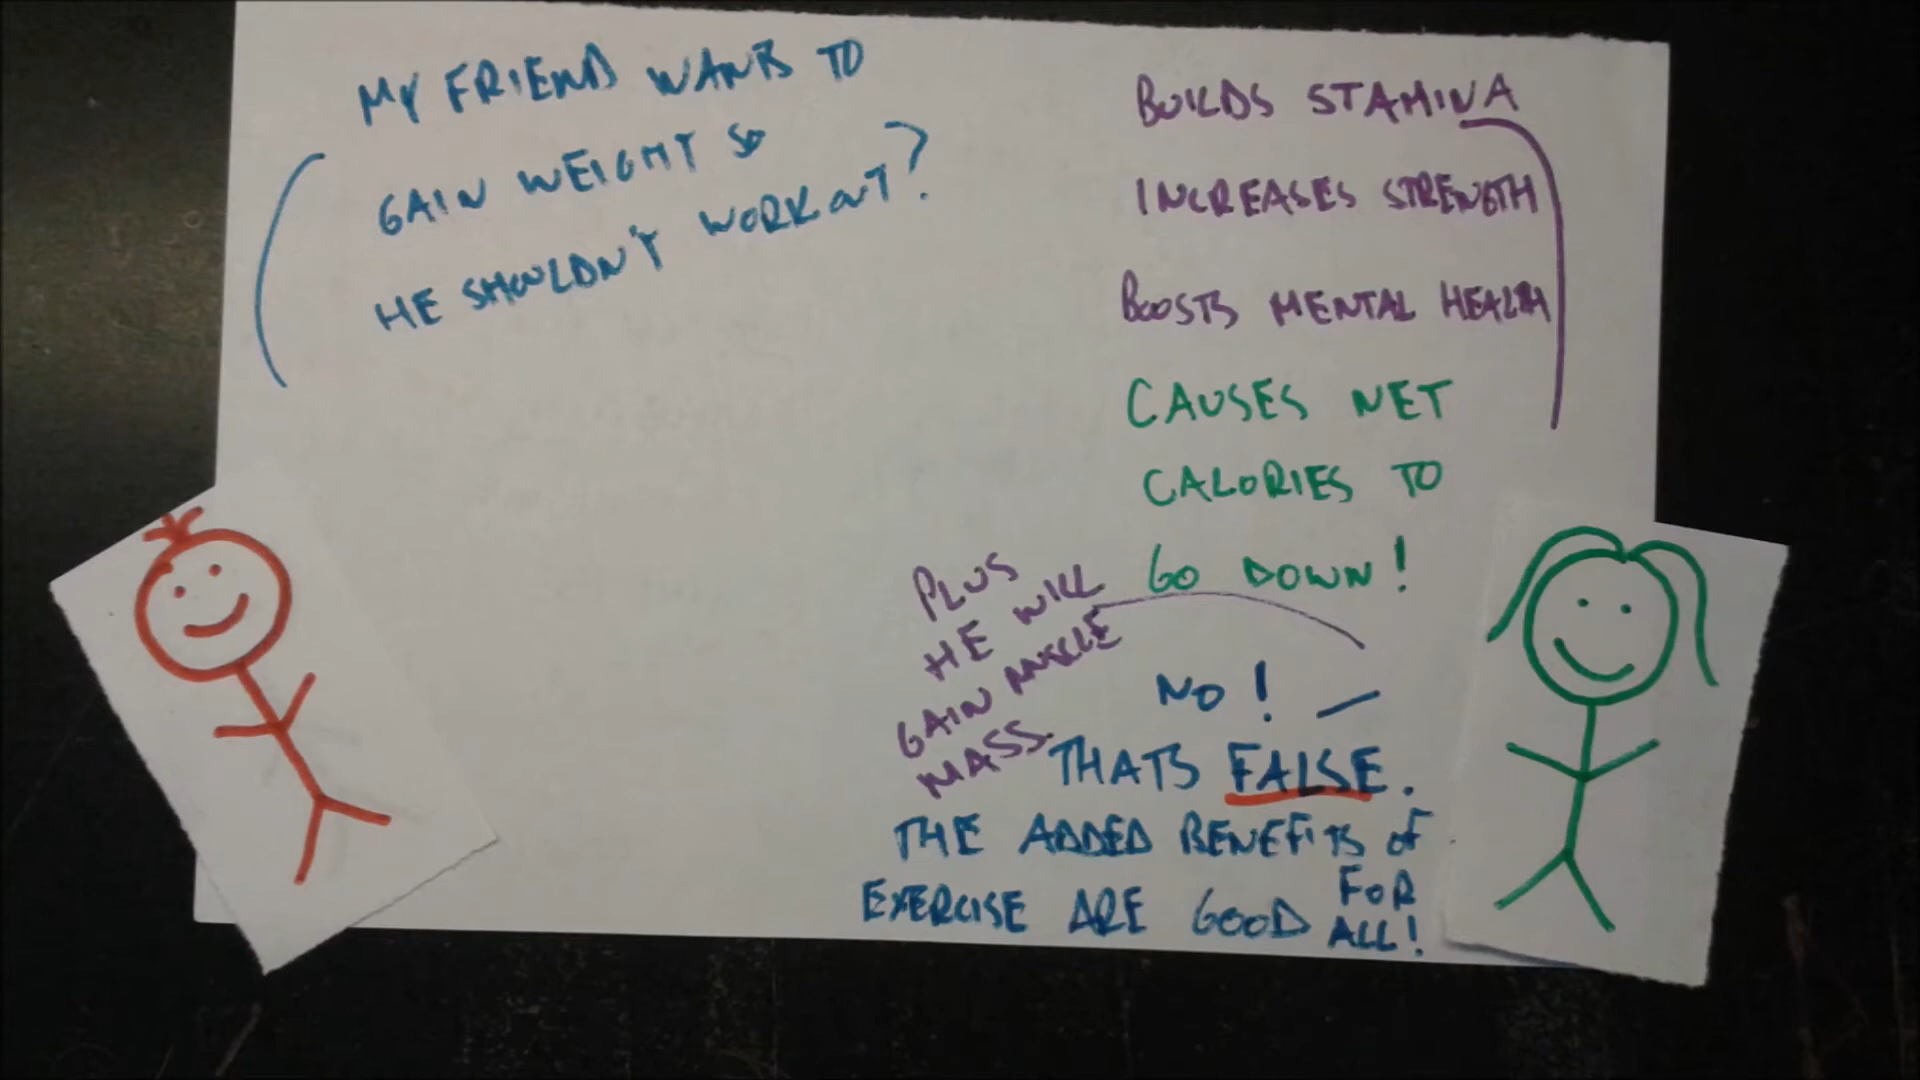 MY FRIEND WANTS TO
GAIN WEIGHT SO
HE SHOULDN'T WORKOUT?
BUILDS STAMINA
INCREASES STRENGTH
BOOSTS MENTAL HEALTH
CAUSES NET
CALORIES TO
GO DOWN!
PLUS
HE WILL
GAIN MUSCLE
MASS.
NO!
THATS FALSE.
THE ADDED BENEFITS OF
EXERCISE ARE GOOD FOR
ALL!